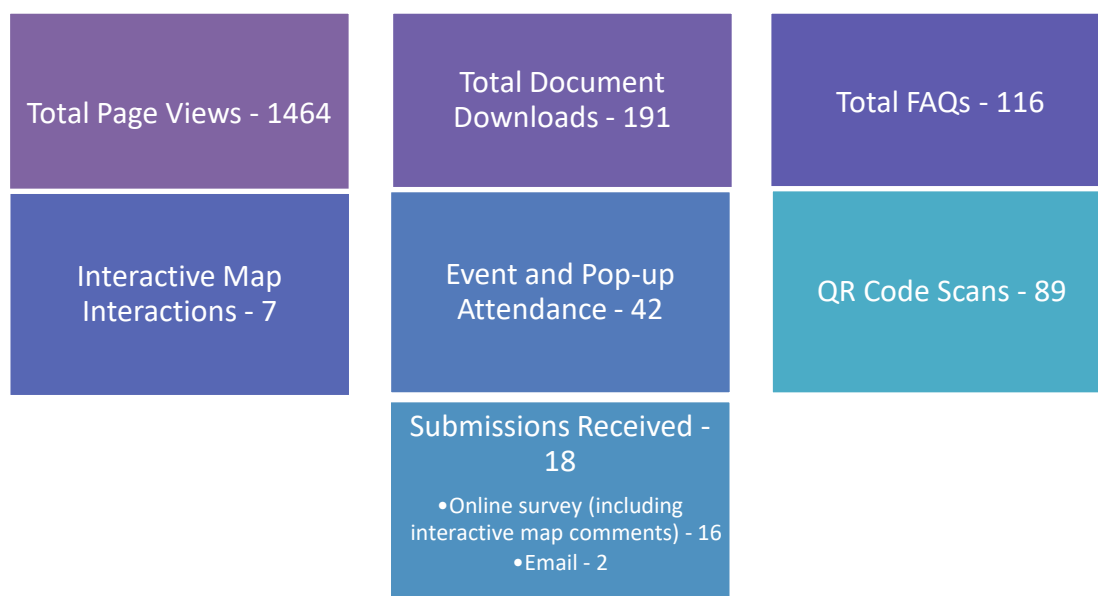 Total Page Views - 1464
Total Document
Downloads - 191
Total FAQs - 116
Interactive Map
Interactions - 7
Event and Pop-up
Attendance - 42
QR Code Scans - 89
Submissions Received -
18
•Online survey (including
interactive map comments) - 16
•Email - 2